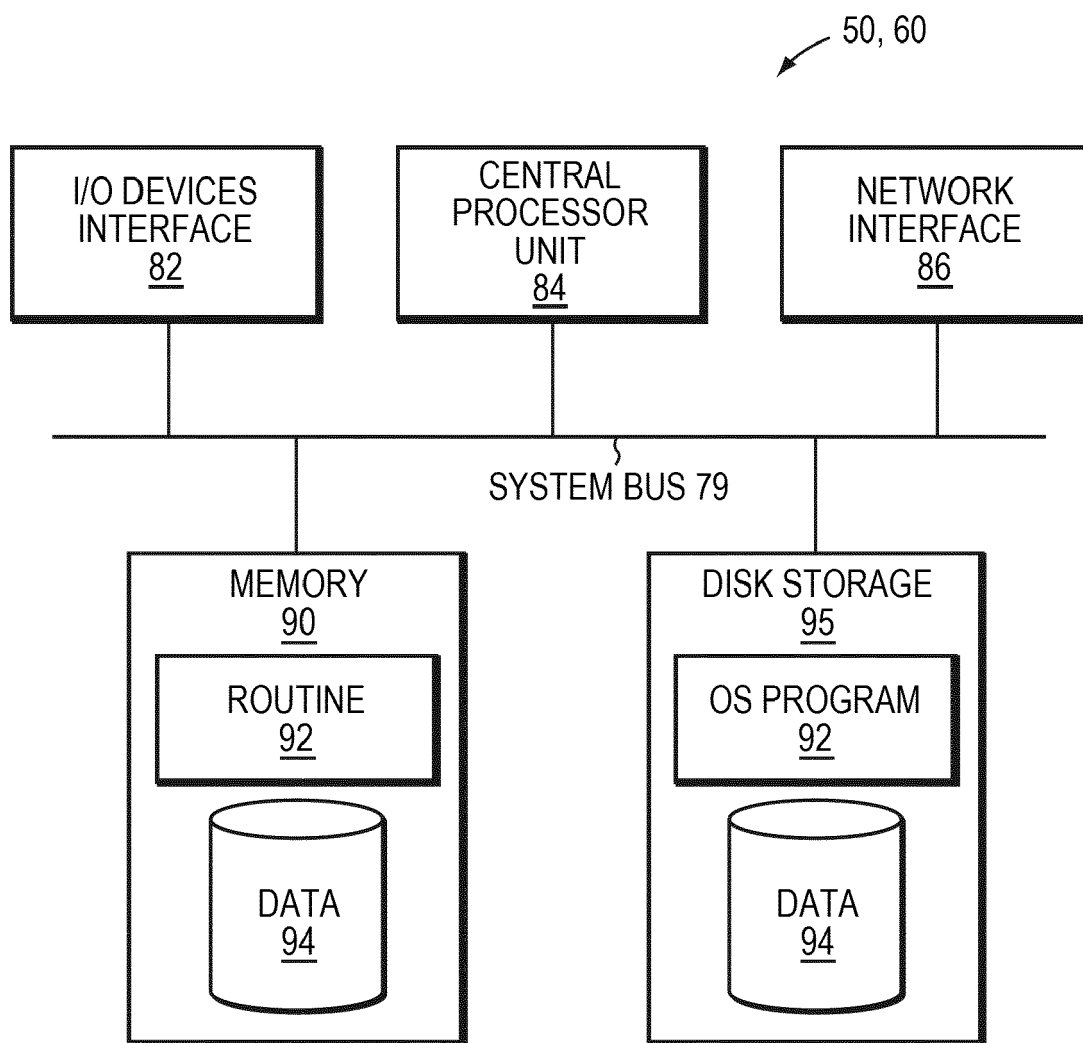 50, 60
I/O DEVICES
INTERFACE
82
CENTRAL
PROCESSOR
UNIT
84
NETWORK
INTERFACE
86
SYSTEM BUS 79
MEMORY
90
ROUTINE
92
DATA
94
DISK STORAGE
95
OS PROGRAM
92
DATA
94